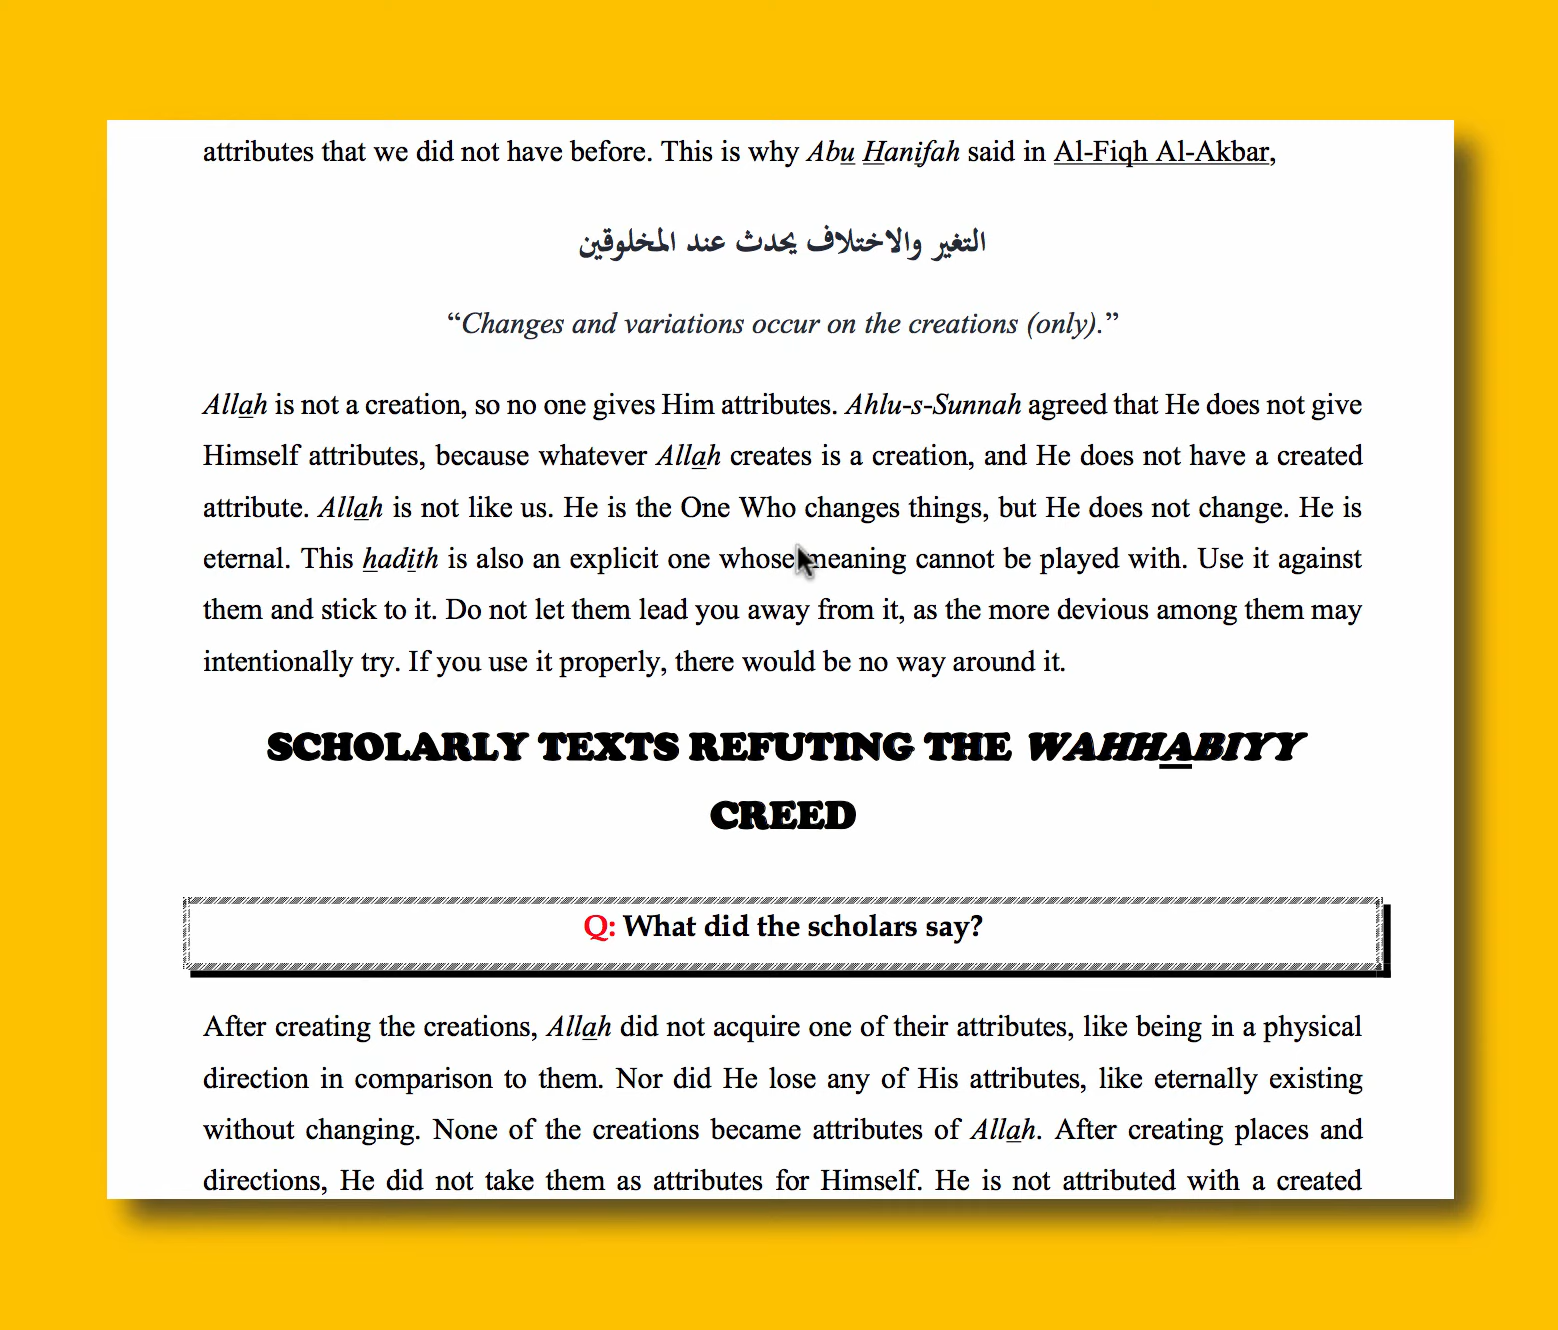 attributes that we did not have before. This is why Abu Hanifah said in Al-Fiqh Al-Akbar,
التغير والاختلاف يحدث عند المخلوقين
“Changes and variations occur on the creations (only).”
Allah is not a creation, so no one gives Him attributes. Ahlu-s-Sunnah agreed that He does not give
Himself attributes, because whatever Allah creates is a creation, and He does not have a created
attribute. Allah is not like us. He is the One Who changes things, but He does not change. He is
eternal. This hadith is also an explicit one whose meaning cannot be played with. Use it against
them and stick to it. Do not let them lead you away from it, as the more devious among them may
intentionally try. If you use it properly, there would be no way around it.
SCHOLARLY TEXTS REFUTING THE WAHHABIYY
CREED
Q: What did the scholars say?
After creating the creations, Allah did not acquire one of their attributes, like being in a physical
direction in comparison to them. Nor did He lose any of His attributes, like eternally existing
without changing. None of the creations became attributes of Allah. After creating places and
directions, He did not take them as attributes for Himself. He is not attributed with a created